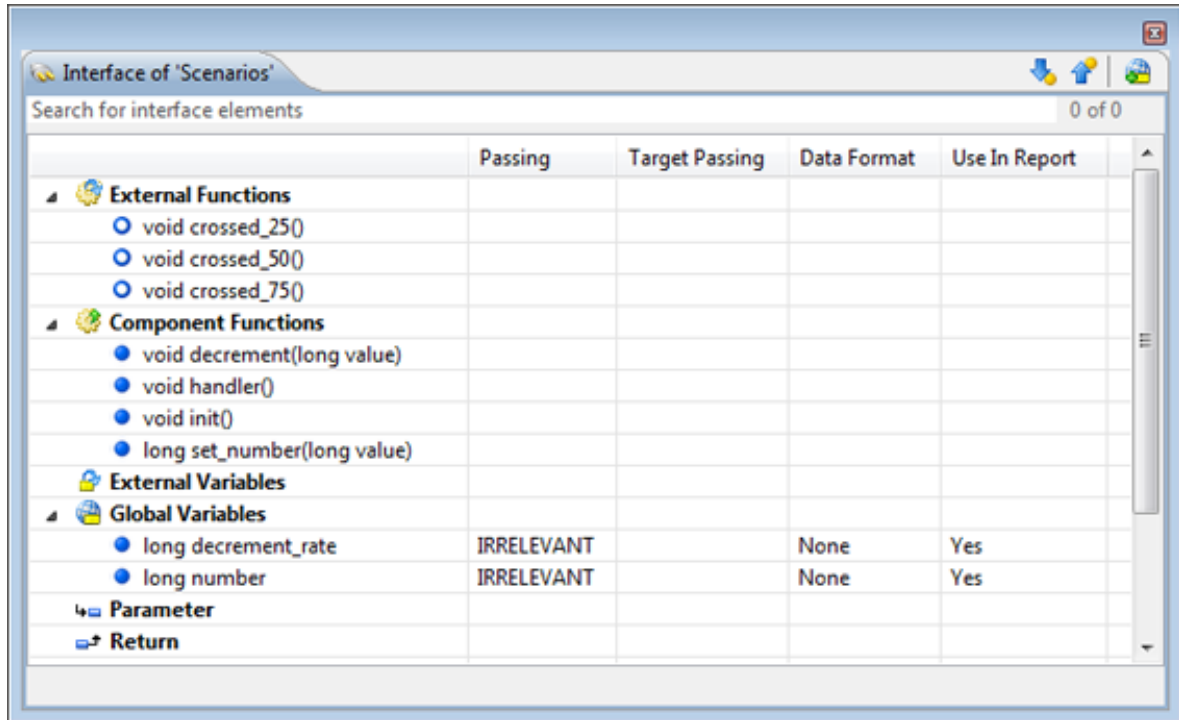 Interface of 'Scenarios'
Search for interface elements 0 of 0
Passing Target Passing Data Format Use In Report
External Functions
void crossed_25()
void crossed_50()
void crossed_75()
Component Functions
void decrement(long value)
void handler()
void init()
long set_number(long value)
External Variables
Global Variables
long decrement_rate IRRELEVANT None Yes
long number IRRELEVANT None Yes
Parameter
Return